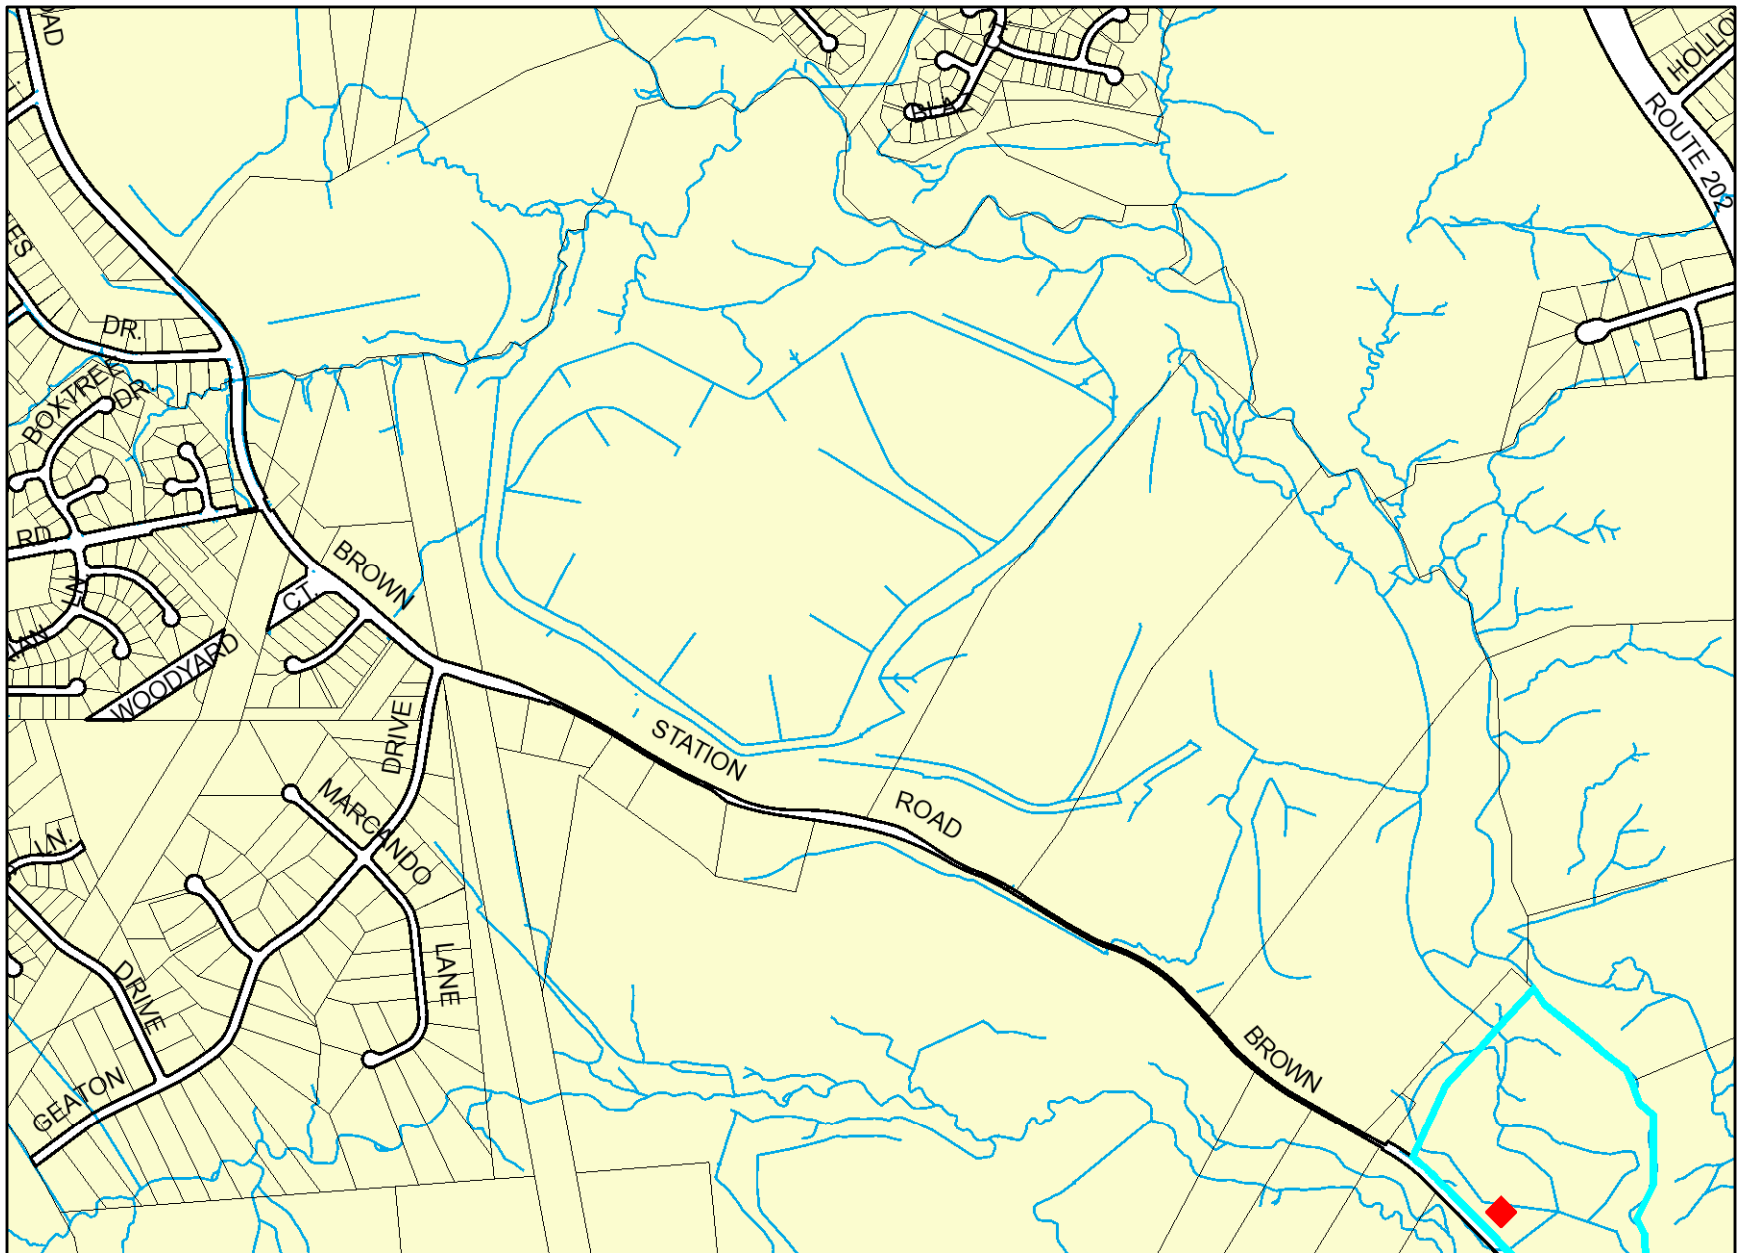 HOLLO
ROUTE 202
DR.
BOXTREE
DR.
RD.
BROWN
CT.
WOODYARD
DRIVE
STATION
MARCANDO
ROAD
LN.
LANE
DRIVE
BROWN
GEATON